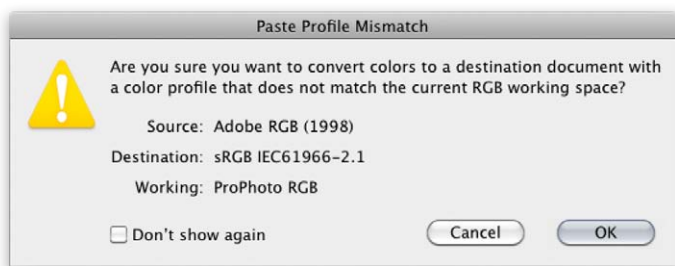 Paste Profile Mismatch
Are you sure you want to convert colors to a destination document with
a color profile that does not match the current RGB working space?
Source: Adobe RGB (1998)
Destination: sRGB IEC61966-2.1
Working: ProPhoto RGB
Don't show again
Cancel
OK